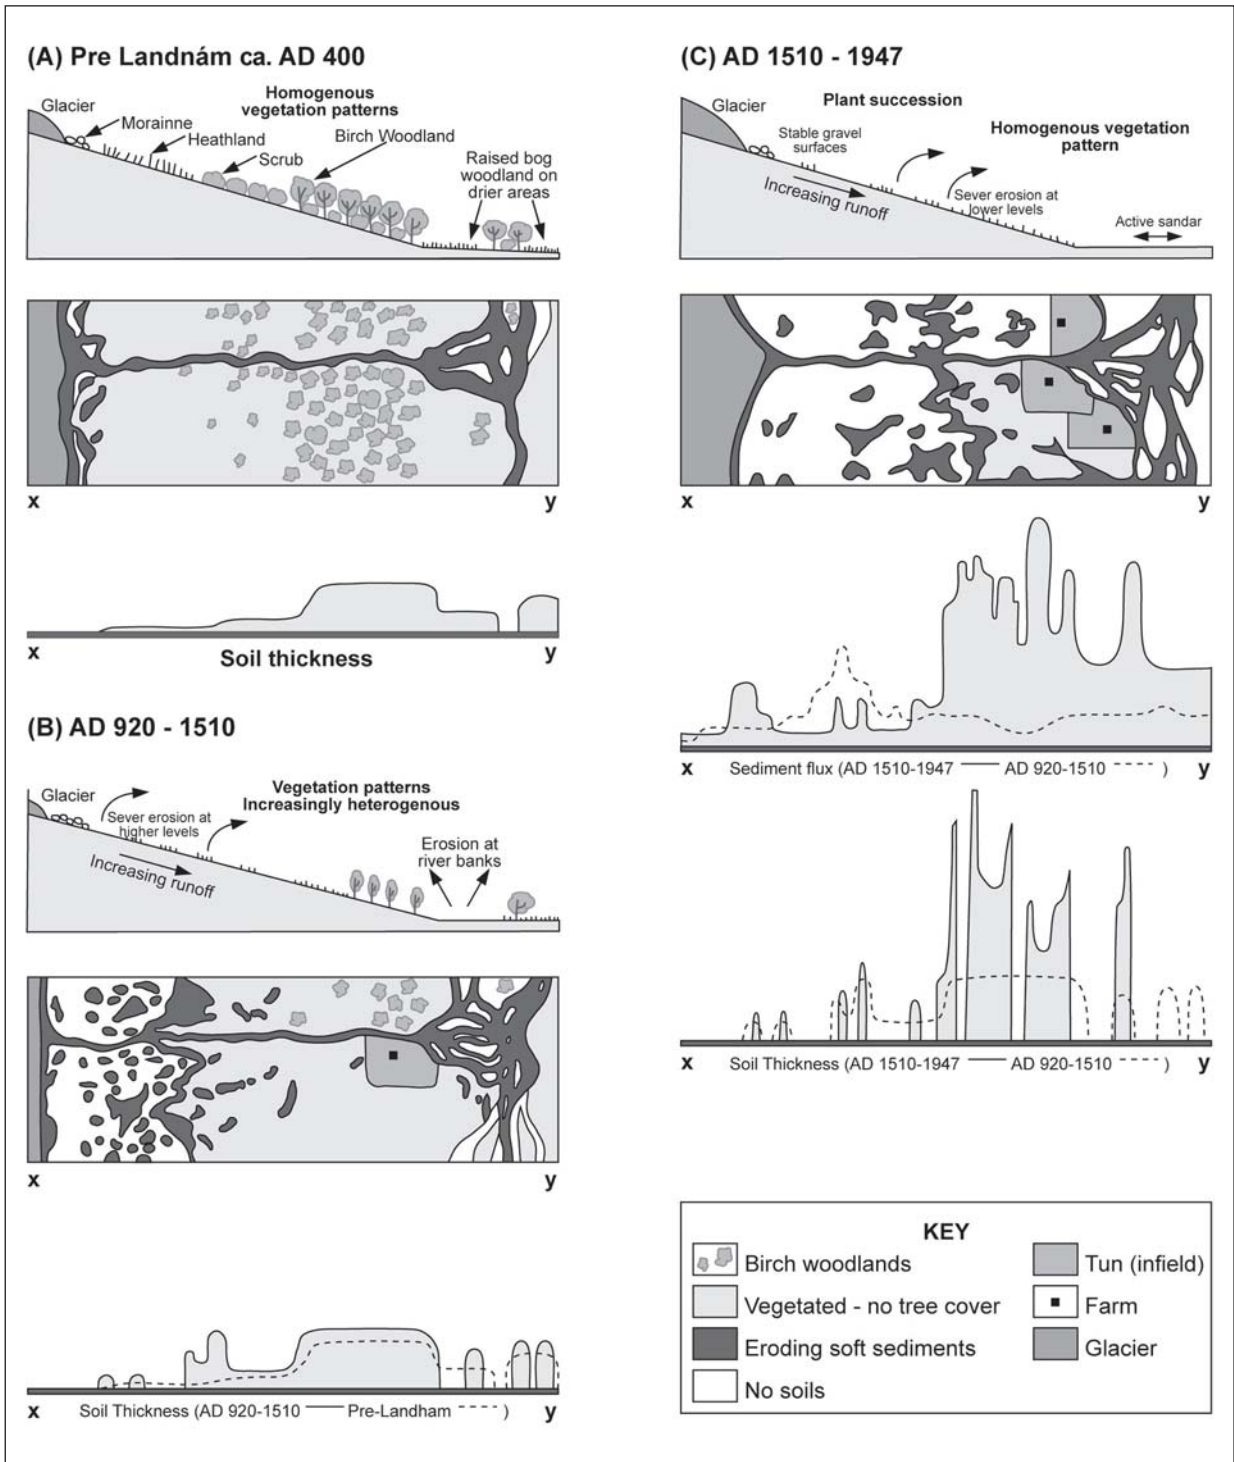 (A) Pre Landnám ca. AD 400
Glacier
Morainne
Heathland
Scrub
Homogenous
vegetation patterns
Birch Woodland
Raised bog
woodland on
drier areas
x
y
x
Soil thickness
y
(B) AD 920 - 1510
Glacier
Sever erosion at
higher levels
Vegetation patterns
Increasingly heterogenous
Increasing runoff
Erosion at
river banks
x
y
x
Soil Thickness (AD 920-1510 —— Pre-Landham ---- )
y
(C) AD 1510 - 1947
Glacier
Plant succession
Stable gravel
surfaces
Homogenous vegetation
pattern
Increasing runoff
Sever erosion at
lower levels
Active sandar
x
y
x
Sediment flux (AD 1510-1947 —— AD 920-1510 ---- )
y
x
Soil Thickness (AD 1510-1947 —— AD 920-1510 ---- )
y
KEY
Birch woodlands
Vegetated - no tree cover
Eroding soft sediments
No soils
Tun (infield)
Farm
Glacier